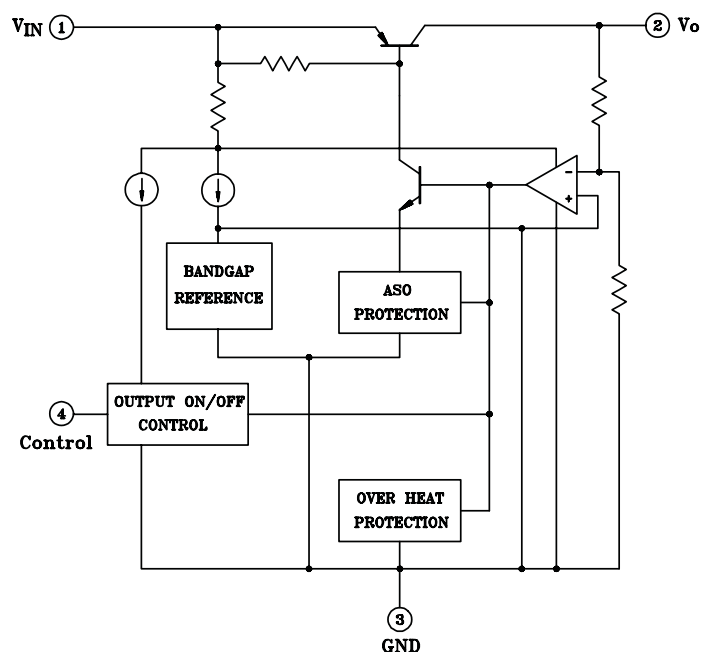 VIN 1
2 Vo
-
+
BANDGAP
REFERENCE
ASO
PROTECTION
4
OUTPUT ON/OFF
CONTROL
Control
OVER HEAT
PROTECTION
3
GND